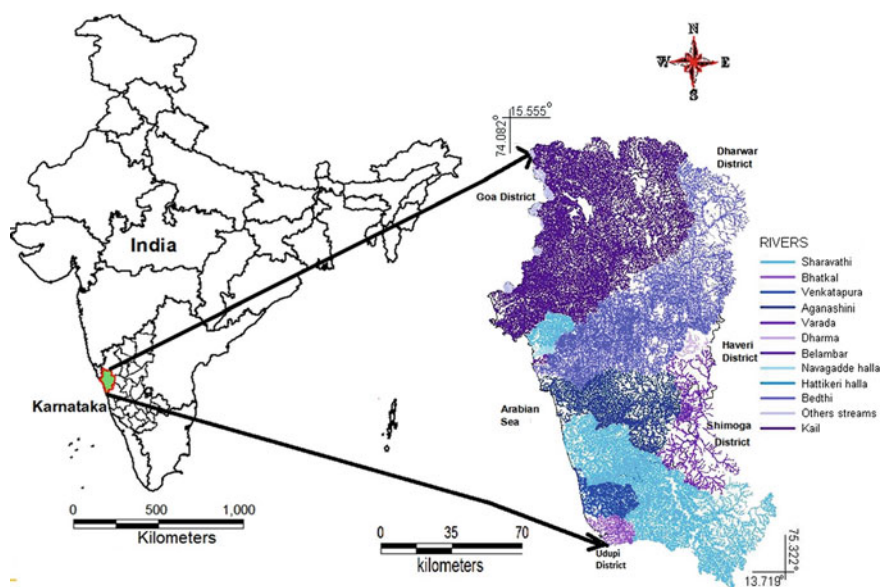 N
W E
S
15.555°
74.082°
Dharwar
District
Goa District
India
RIVERS
Sharavathi
Bhatkal
Venkatapura
Aganashini
Varada
Dharma
Belambar
Navagadde halla
Hattikeri halla
Bedthi
Others streams
Kail
Haveri
District
Karnataka
Arabian
Sea
Shimoga
District
0 500 1,000
Kilometers
0 35 70
kilometers
Udupi
District
75.322°
13.719°